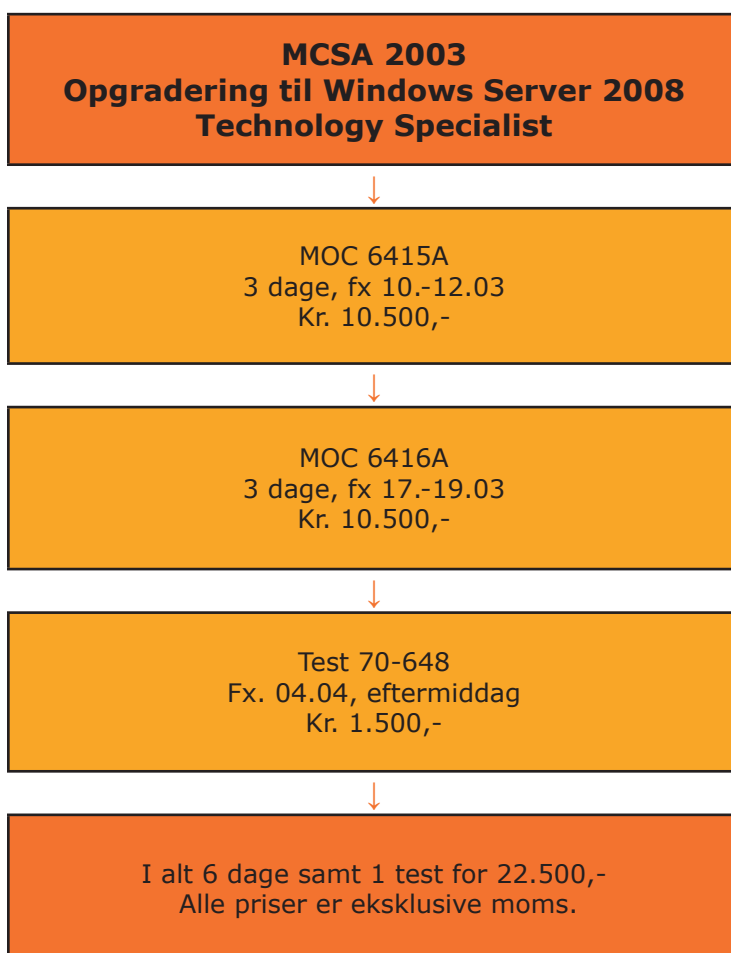 MCSA 2003
Opgradering til Windows Server 2008
Technology Specialist
↓
MOC 6415A
3 dage, fx 10.-12.03
Kr. 10.500,-
↓
MOC 6416A
3 dage, fx 17.-19.03
Kr. 10.500,-
↓
Test 70-648
Fx. 04.04, eftermiddag
Kr. 1.500,-
↓
I alt 6 dage samt 1 test for 22.500,-
Alle priser er eksklusive moms.